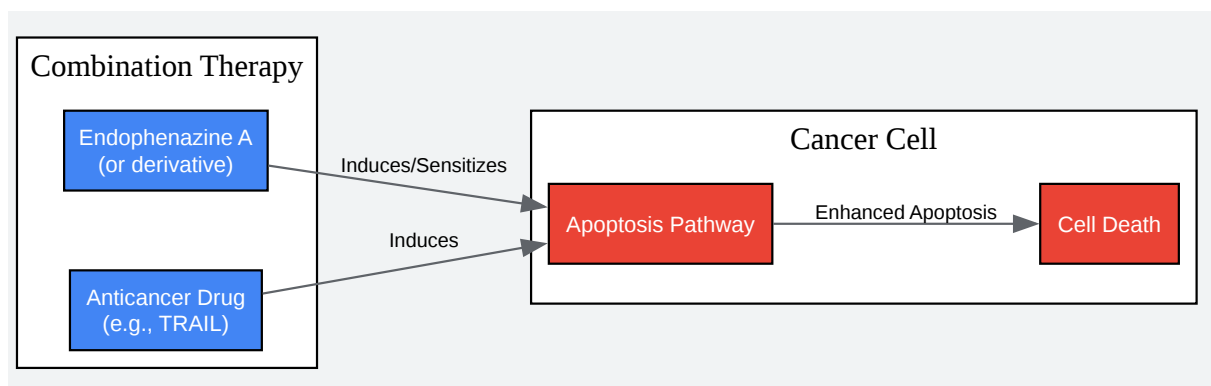 Combination Therapy
Endophenazine A
(or derivative)
Anticancer Drug
(e.g., TRAIL)
Induces/Sensitizes
Induces
Cancer Cell
Apoptosis Pathway
Enhanced Apoptosis
Cell Death